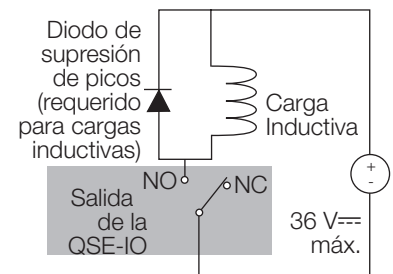 Diodo de
supresión
de picos
(requerido
para cargas
inductivas)
Carga
Inductiva
NO
NC
Salida
de la
QSE-IO
+
-
36 V⎓
máx.